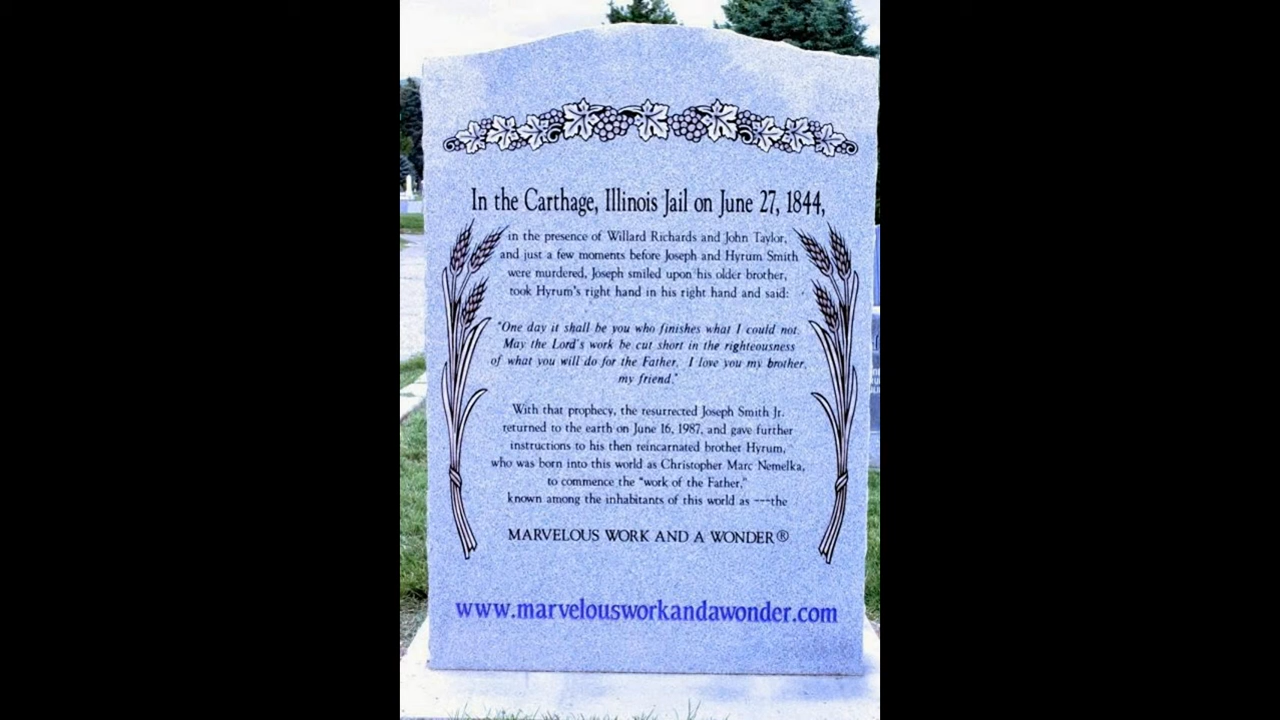 In the Carthage, Illinois Jail on June 27, 1844,
in the presence of Willard Richards and John Taylor,
and just a few moments before Joseph and Hyrum Smith
were murdered, Joseph smiled upon his older brother,
took Hyrum's right hand in his right hand and said:
"One day it shall be you who finishes what I could not.
May the Lord's work be cut short in the righteousness
of what you will do for the Father. I love you my brother,
my friend."
With that prophecy, the resurrected Joseph Smith Jr.
returned to the earth on June 16, 1987, and gave further
instructions to his then reincarnated brother Hyrum,
who was born into this world as Christopher Marc Nemelka,
to commence the "work of the Father,"
known among the inhabitants of this world as ---the
MARVELOUS WORK AND A WONDER®
www.marvelousworkandawonder.com